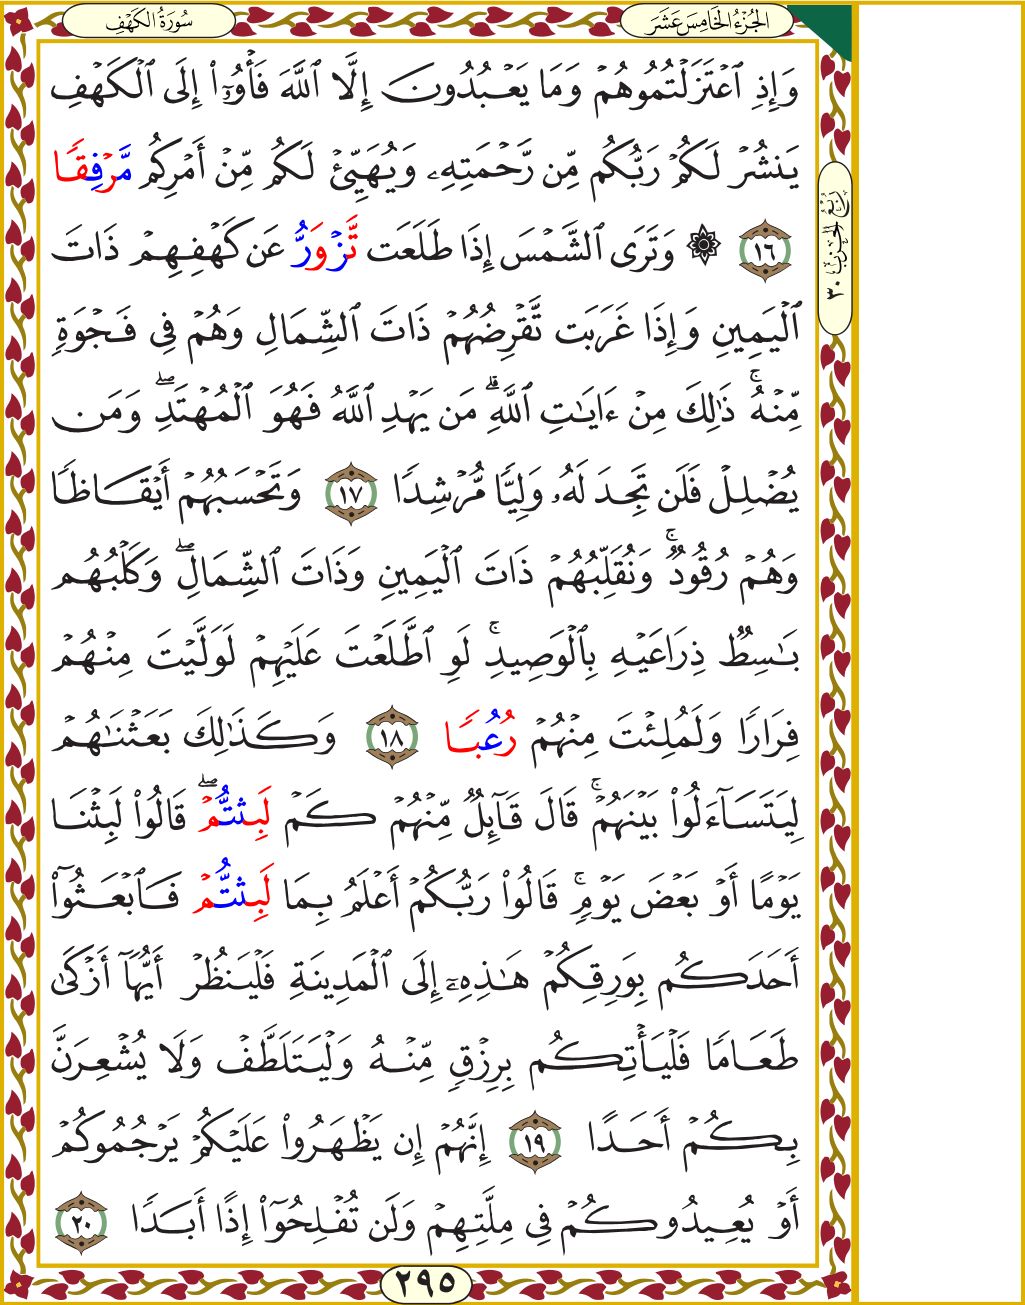 الجُزْءُ الخَامِسَ عَشَرَ
سُورَةُ الكَهْفِ
وَإِذِ ٱعْتَزَلْتُمُوهُمْ وَمَا يَعْبُدُونَ إِلَّا ٱللَّهَ فَأْوُۥٓا۟ إِلَى ٱلْكَهْفِ
يَنشُرْ لَكُمْ رَبُّكُم مِّن رَّحْمَتِهِۦ وَيُهَيِّئْ لَكُم مِّنْ أَمْرِكُم مَّرْفِقًا
١٦ ۞ وَتَرَى ٱلشَّمْسَ إِذَا طَلَعَت تَّزْوَرُّ عَن كَهْفِهِمْ ذَاتَ
ٱلْيَمِينِ وَإِذَا غَرَبَت تَّقْرِضُهُمْ ذَاتَ ٱلشِّمَالِ وَهُمْ فِى فَجْوَةٍ
مِّنْهُ ۚ ذَٰلِكَ مِنْ ءَايَٰتِ ٱللَّهِ ۗ مَن يَهْدِ ٱللَّهُ فَهُوَ ٱلْمُهْتَدِ ۖ وَمَن
يُضْلِلْ فَلَن تَجِدَ لَهُۥ وَلِيًّا مُّرْشِدًا ١٧ وَتَحْسَبُهُمْ أَيْقَاظًا
وَهُمْ رُقُودٌ ۚ وَنُقَلِّبُهُمْ ذَاتَ ٱلْيَمِينِ وَذَاتَ ٱلشِّمَالِ ۖ وَكَلْبُهُم
بَٰسِطٌ ذِرَاعَيْهِ بِٱلْوَصِيدِ ۚ لَوِ ٱطَّلَعْتَ عَلَيْهِمْ لَوَلَّيْتَ مِنْهُمْ
فِرَارًا وَلَمُلِئْتَ مِنْهُمْ رُعُبًا ١٨ وَكَذَٰلِكَ بَعَثْنَٰهُمْ
لِيَتَسَآءَلُوا۟ بَيْنَهُمْ ۚ قَالَ قَآئِلٌ مِّنْهُمْ كَمْ لَبِثتُّمْ ۖ قَالُوا۟ لَبِثْنَا
يَوْمًا أَوْ بَعْضَ يَوْمٍ ۚ قَالُوا۟ رَبُّكُمْ أَعْلَمُ بِمَا لَبِثتُّمْ فَٱبْعَثُوٓا۟
أَحَدَكُم بِوَرِقِكُمْ هَٰذِهِۦٓ إِلَى ٱلْمَدِينَةِ فَلْيَنظُرْ أَيُّهَآ أَزْكَىٰ
طَعَامًا فَلْيَأْتِكُم بِرِزْقٍ مِّنْهُ وَلْيَتَلَطَّفْ وَلَا يُشْعِرَنَّ
بِكُمْ أَحَدًا ١٩ إِنَّهُمْ إِن يَظْهَرُوا۟ عَلَيْكُمْ يَرْجُمُوكُمْ
أَوْ يُعِيدُوكُمْ فِى مِلَّتِهِمْ وَلَن تُفْلِحُوٓا۟ إِذًا أَبَدًا ٢٠
رُبْعُ الحِزْبِ ٣٠
٢٩٥